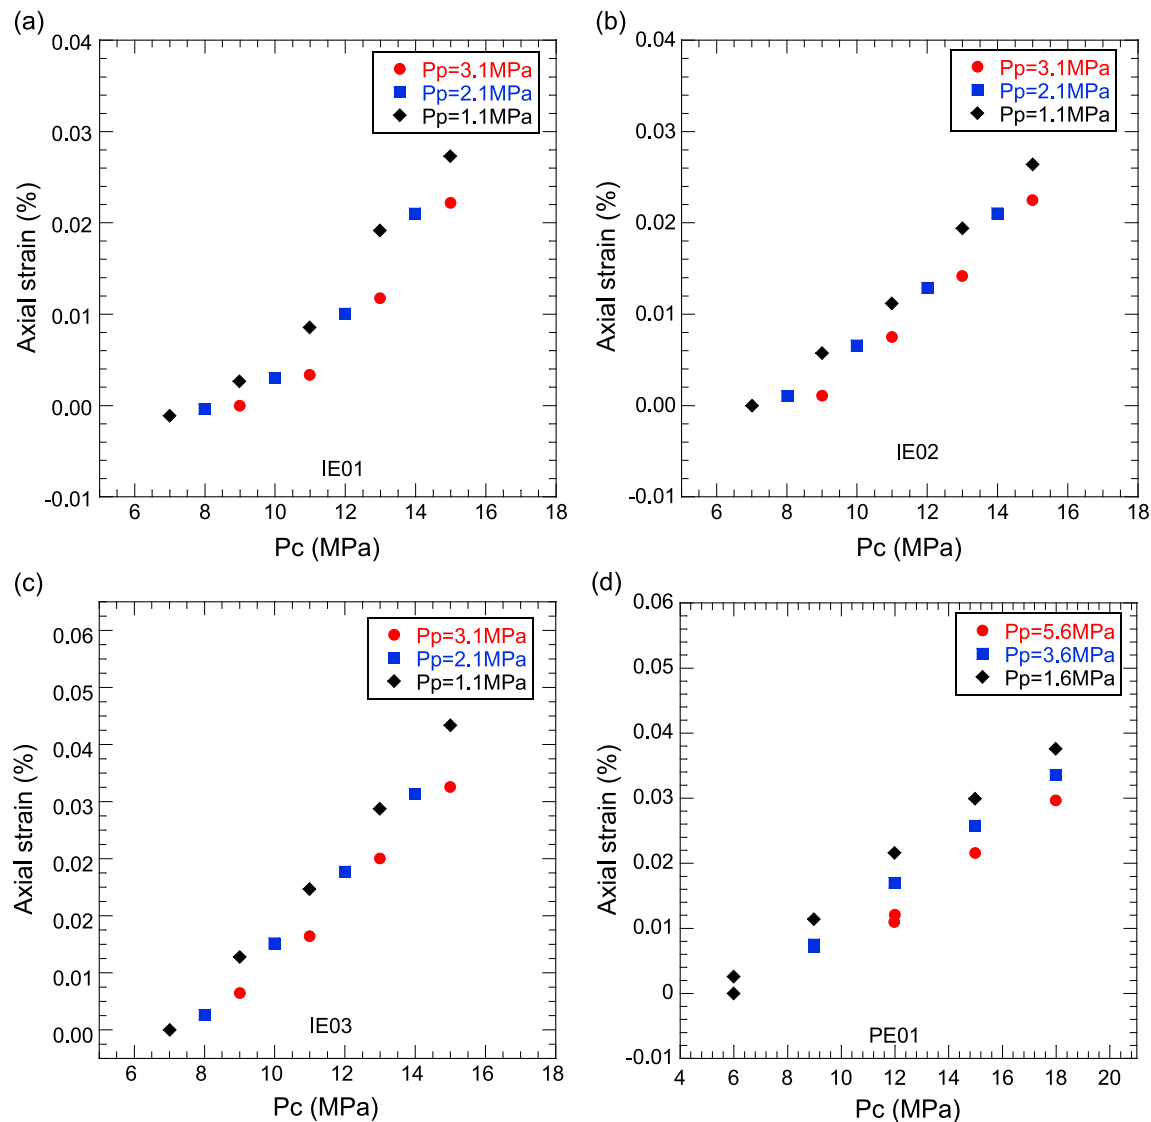 (a)
0.04
0.03
0.02
0.01
0.00
-0.01
Axial strain (%)
Pp=3.1MPa
Pp=2.1MPa
Pp=1.1MPa
IE01
6 8 10 12 14 16 18
Pc (MPa)
(b)
0.04
0.03
0.02
0.01
0.00
-0.01
Axial strain (%)
Pp=3.1MPa
Pp=2.1MPa
Pp=1.1MPa
IE02
6 8 10 12 14 16 18
Pc (MPa)
(c)
0.06
0.05
0.04
0.03
0.02
0.02
0.01
0.00
Axial strain (%)
Pp=3.1MPa
Pp=2.1MPa
Pp=1.1MPa
IE03
6 8 10 12 14 16 18
Pc (MPa)
(d)
0.06
0.05
0.04
0.03
0.02
0.01
0
-0.01
Axial strain (%)
Pp=5.6MPa
Pp=3.6MPa
Pp=1.6MPa
PE01
4 6 8 10 12 14 16 18 20
Pc (MPa)